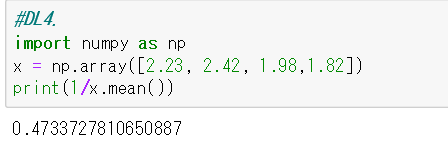 #DL4.
import numpy as np
x = np.array([2.23, 2.42, 1.98,1.82])
print(1/x.mean())
0.4733727810650887